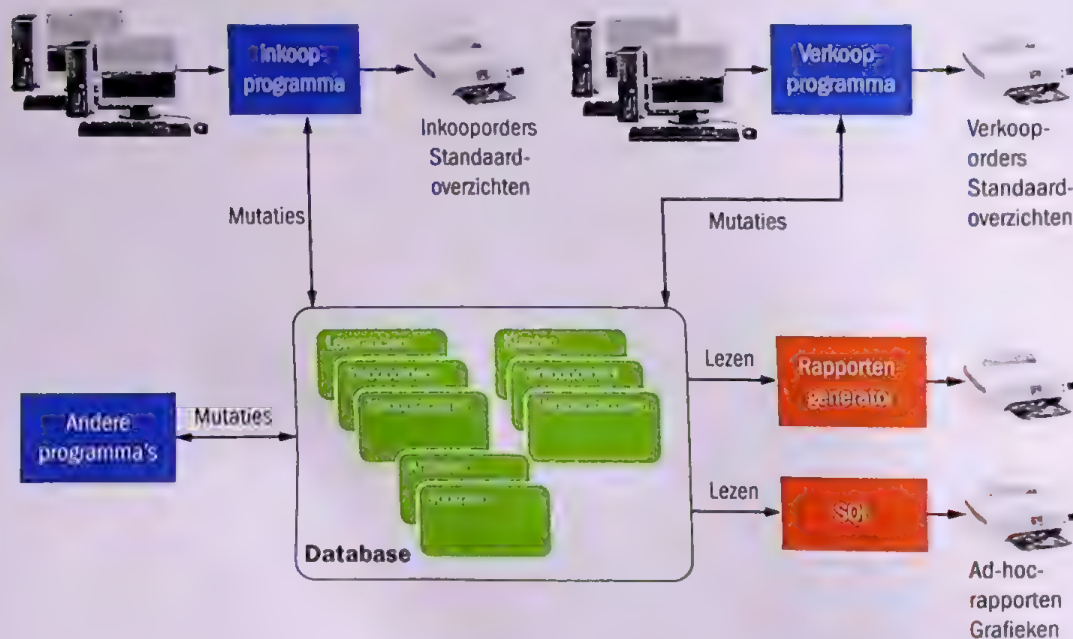 Inkoop-
programma
Inkooporders
Standaard-
overzichten
Verkoop-
programma
Verkoop-
orders
Standaard-
overzichten
Mutaties
Mutaties
Andere
programma's
Mutaties
Database
Lezen
Rapporten
generator
Lezen
SQL
Ad-hoc-
rapporten
Grafieken